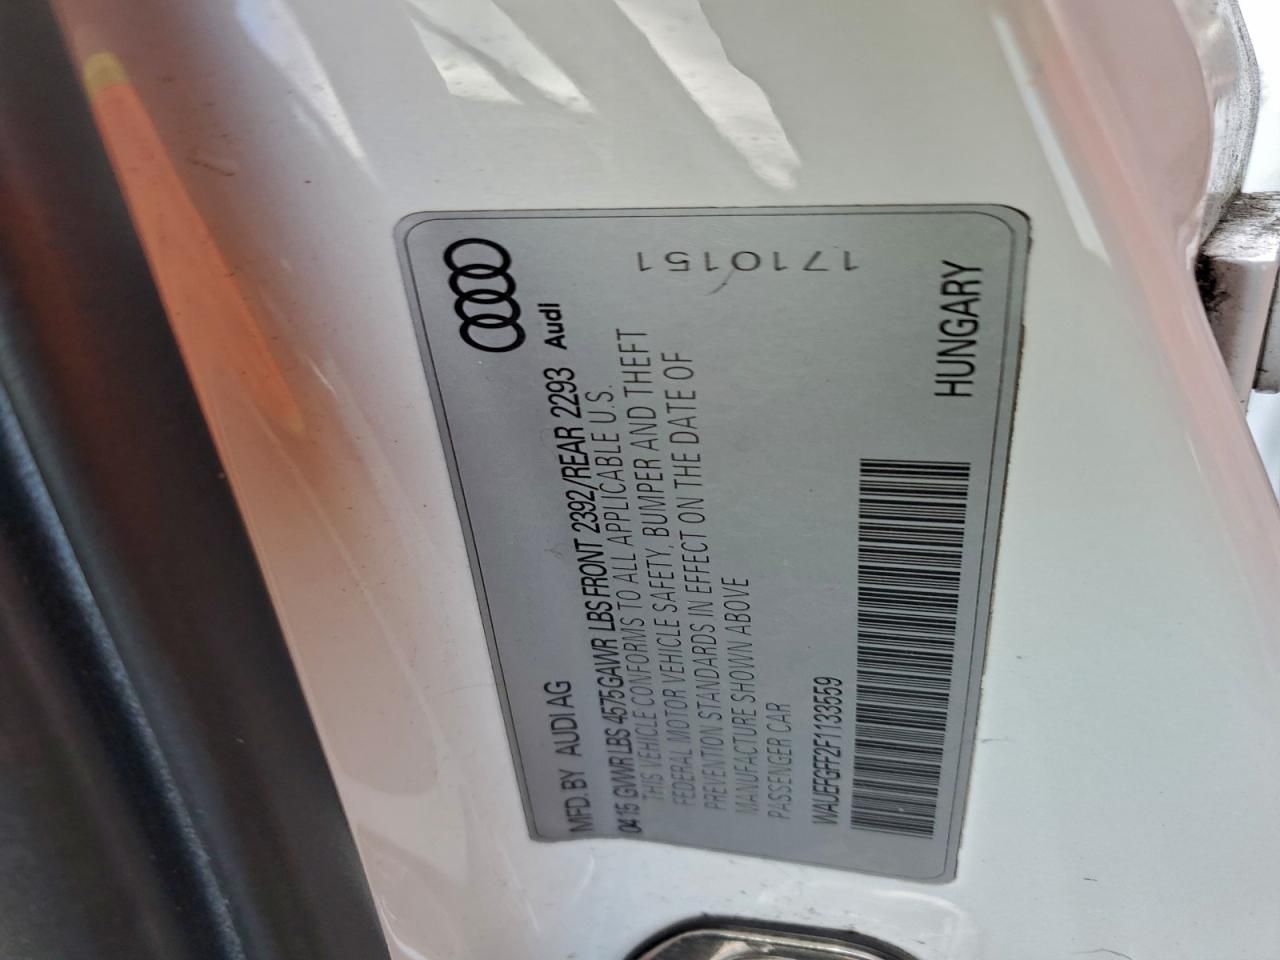 Audi
MFD. BY AUDI AG
04 15 GVWR LBS 4575 GAWR LBS FRONT 2392/REAR 2293
THIS VEHICLE CONFORMS TO ALL APPLICABLE U.S.
FEDERAL MOTOR VEHICLE SAFETY, BUMPER AND THEFT
PREVENTION STANDARDS IN EFFECT ON THE DATE OF
MANUFACTURE SHOWN ABOVE
PASSENGER CAR
WAUEFGFF2F1133559
1710151
HUNGARY